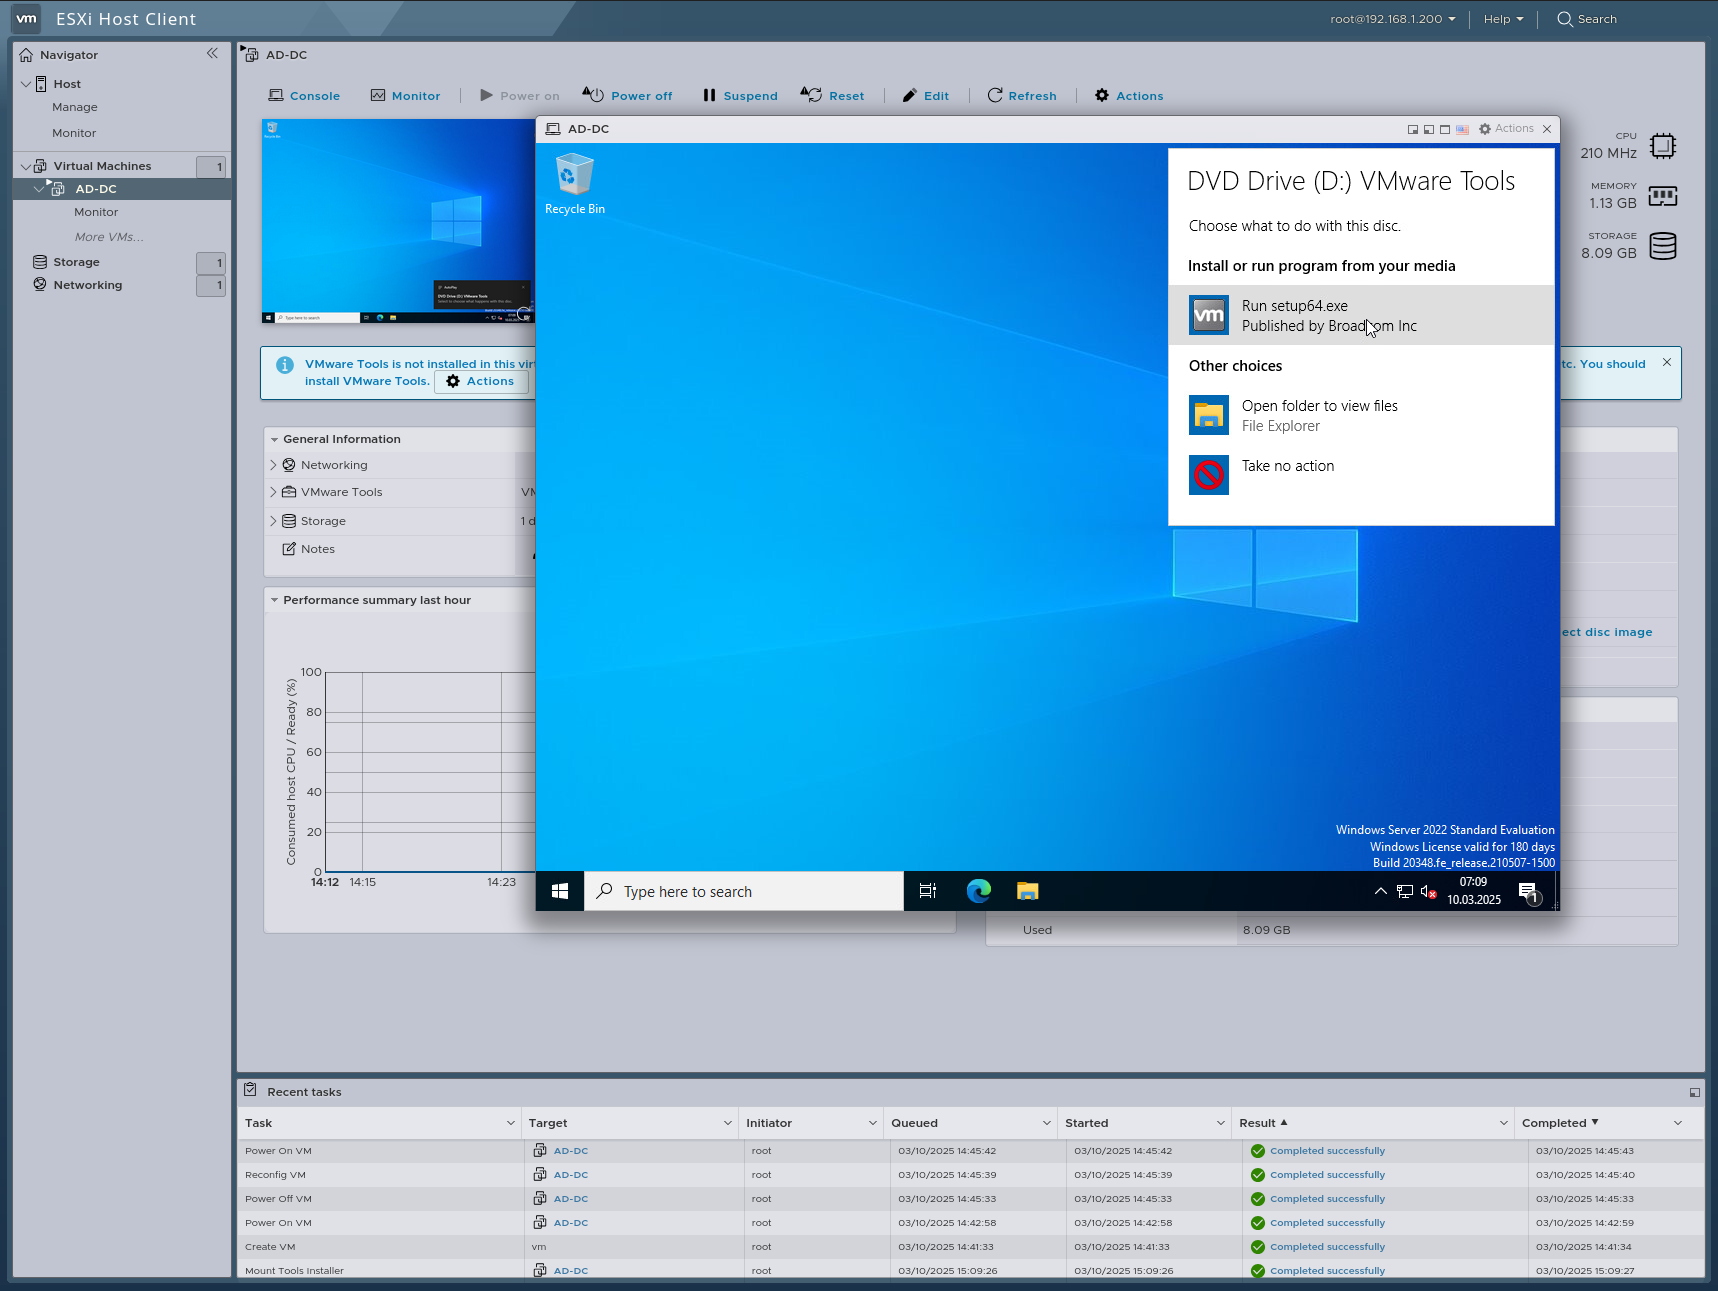 vm ESXi Host Client
root@192.168.1.200
Help
Search
Navigator
Host
Manage
Monitor
Virtual Machines 1
AD-DC
Monitor
More VMs...
Storage 1
Networking 1
AD-DC
Console
Monitor
Power on
Power off
Suspend
Reset
Edit
Refresh
Actions
CPU
210 MHz
MEMORY
1.13 GB
STORAGE
8.09 GB
VMware Tools is not installed in this vir
install VMware Tools.
Actions
tc. You should
General Information
Networking
VMware Tools VM
Storage 1 d
Notes
Performance summary last hour
Consumed host CPU / Ready (%)
100
80
60
40
20
0
14:12 14:15 14:23
ect disc image
Used 8.09 GB
AD-DC
Actions
Recycle Bin
DVD Drive (D:) VMware Tools
Choose what to do with this disc.
Install or run program from your media
vm
Run setup64.exe
Published by Broadcom Inc
Other choices
Open folder to view files
File Explorer
Take no action
Windows Server 2022 Standard Evaluation
Windows License valid for 180 days
Build 20348.fe_release.210507-1500
Type here to search
07:09
10.03.2025
1
Recent tasks
Task Target Initiator Queued Started Result Completed
Power On VM AD-DC root 03/10/2025 14:45:42 03/10/2025 14:45:42 Completed successfully 03/10/2025 14:45:43
Reconfig VM AD-DC root 03/10/2025 14:45:39 03/10/2025 14:45:39 Completed successfully 03/10/2025 14:45:40
Power Off VM AD-DC root 03/10/2025 14:45:33 03/10/2025 14:45:33 Completed successfully 03/10/2025 14:45:33
Power On VM AD-DC root 03/10/2025 14:42:58 03/10/2025 14:42:58 Completed successfully 03/10/2025 14:42:59
Create VM vm root 03/10/2025 14:41:33 03/10/2025 14:41:33 Completed successfully 03/10/2025 14:41:34
Mount Tools Installer AD-DC root 03/10/2025 15:09:26 03/10/2025 15:09:26 Completed successfully 03/10/2025 15:09:27